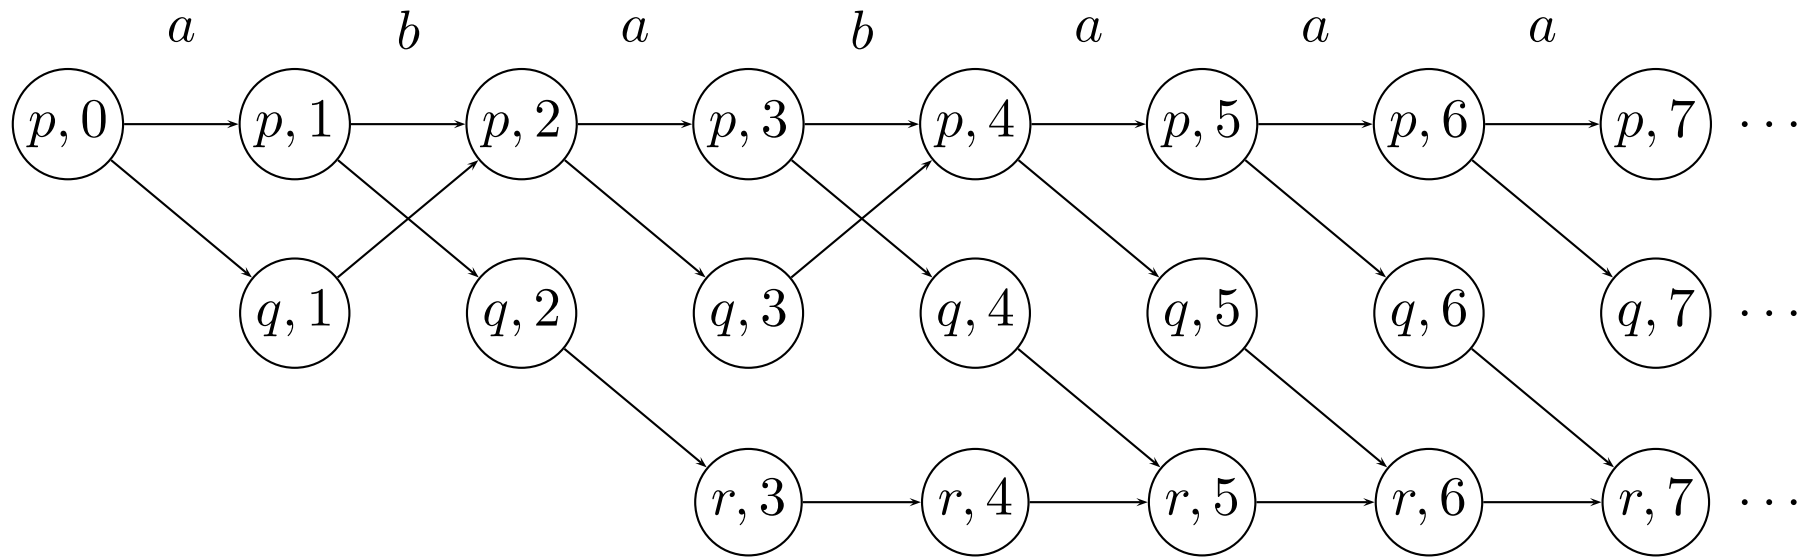 a b a b a a a
p, 0 p, 1 p, 2 p, 3 p, 4 p, 5 p, 6 p, 7 ···
q, 1 q, 2 q, 3 q, 4 q, 5 q, 6 q, 7 ···
r, 3 r, 4 r, 5 r, 6 r, 7 ···